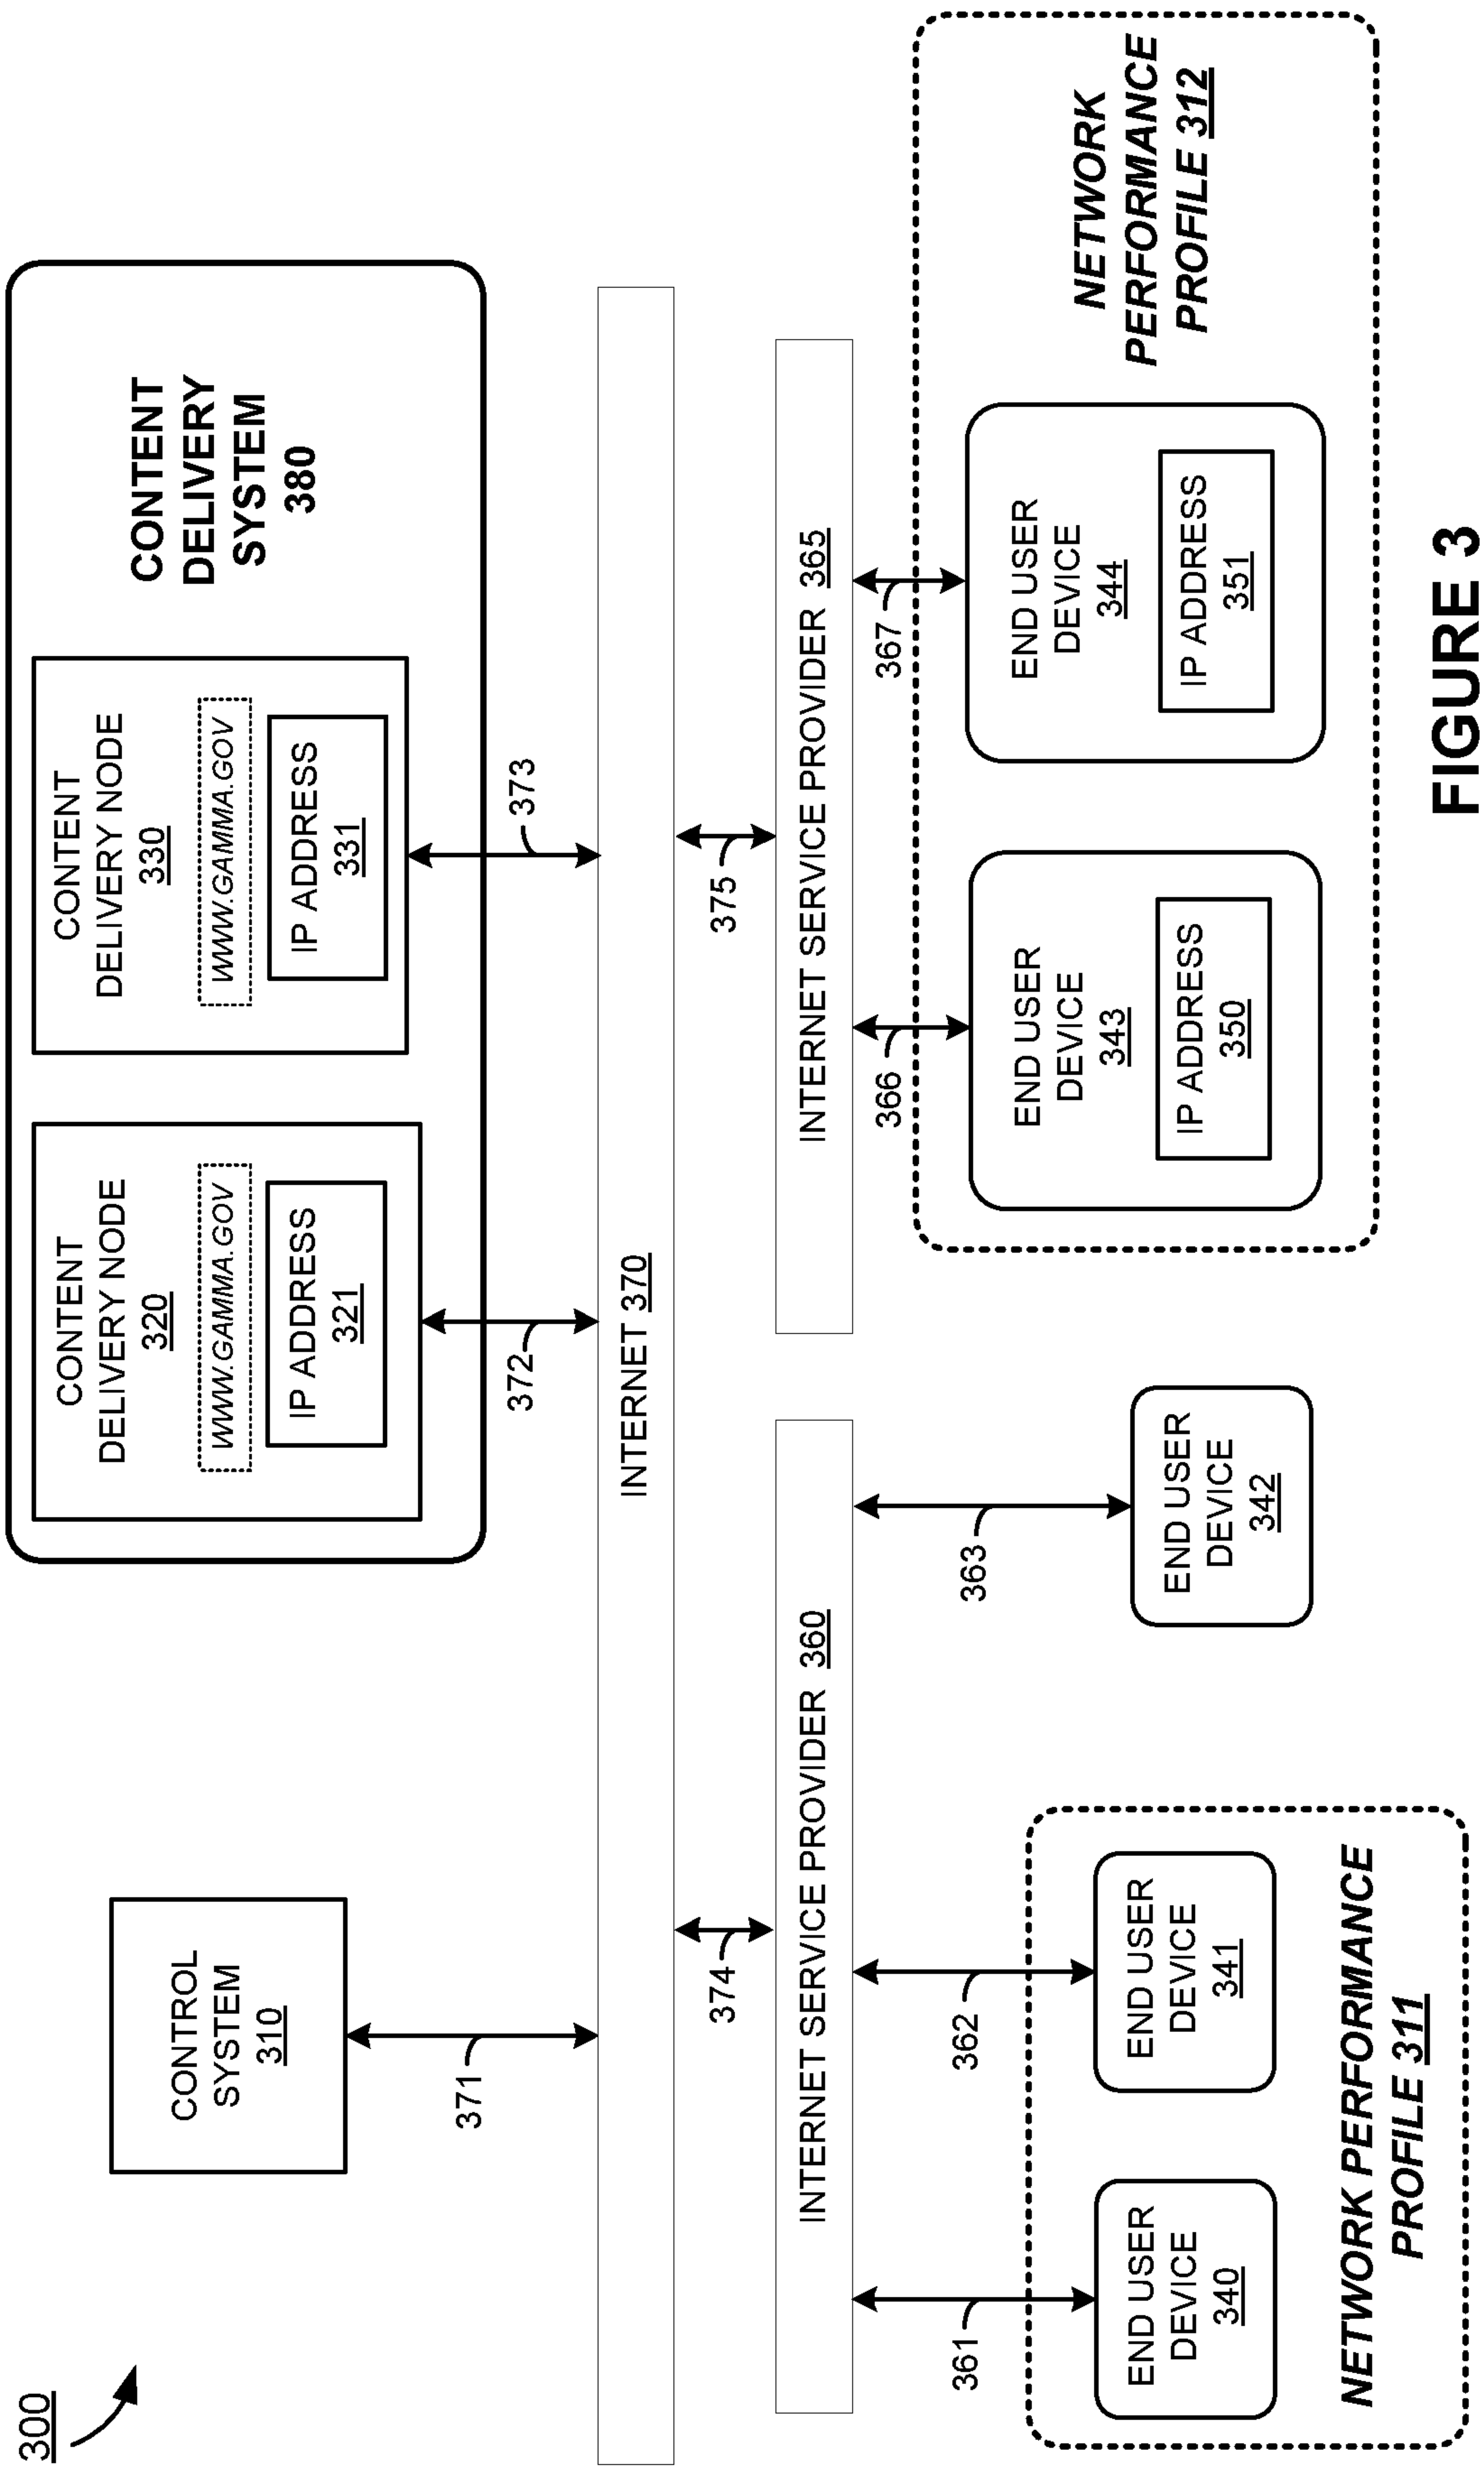 300
CONTROL
SYSTEM
310
371
CONTENT
DELIVERY NODE
320
WWW.GAMMA.GOV
IP ADDRESS
321
372
CONTENT
DELIVERY NODE
330
WWW.GAMMA.GOV
IP ADDRESS
331
373
CONTENT
DELIVERY
SYSTEM
380
INTERNET 370
374
375
INTERNET SERVICE PROVIDER 360
INTERNET SERVICE PROVIDER 365
361
362
363
366
367
END USER
DEVICE
340
END USER
DEVICE
341
NETWORK PERFORMANCE
PROFILE 311
END USER
DEVICE
342
END USER
DEVICE
343
IP ADDRESS
350
END USER
DEVICE
344
IP ADDRESS
351
NETWORK
PERFORMANCE
PROFILE 312
FIGURE 3